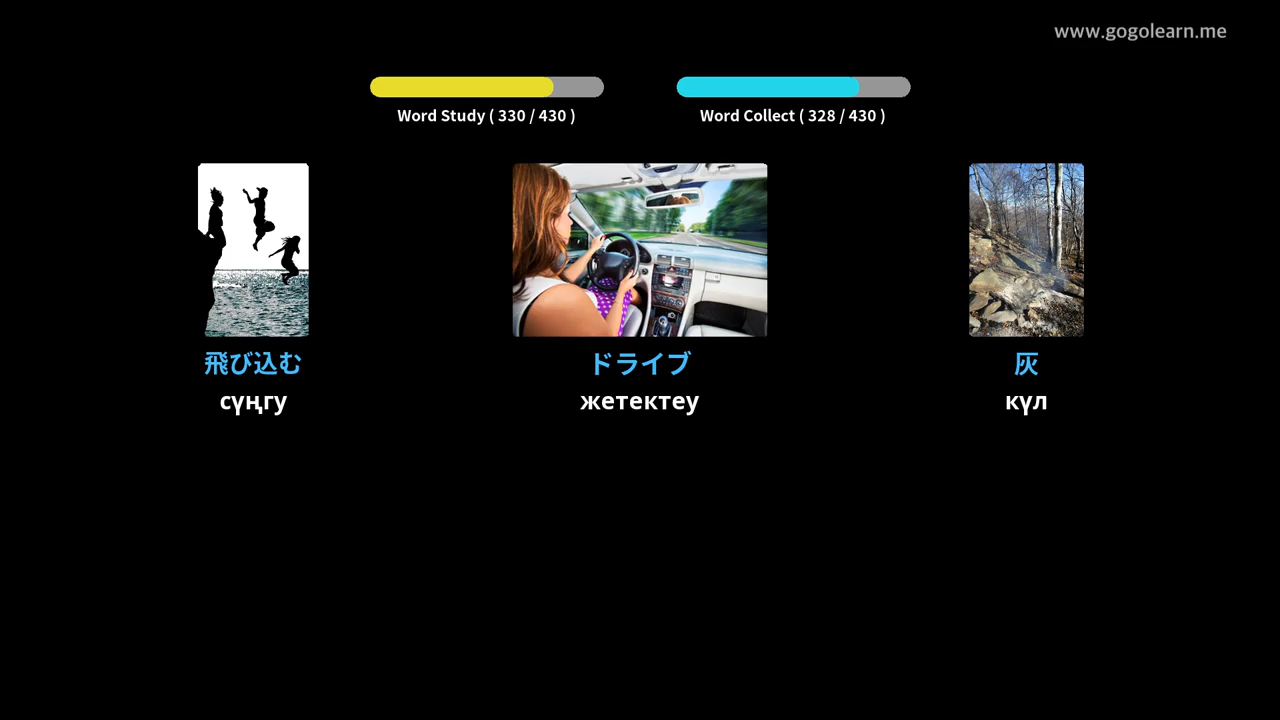 www.gogolearn.me
Word Study ( 330 / 430 )
Word Collect ( 328 / 430 )
飛び込む
ドライブ
灰
сүңгу
жетектеу
күл